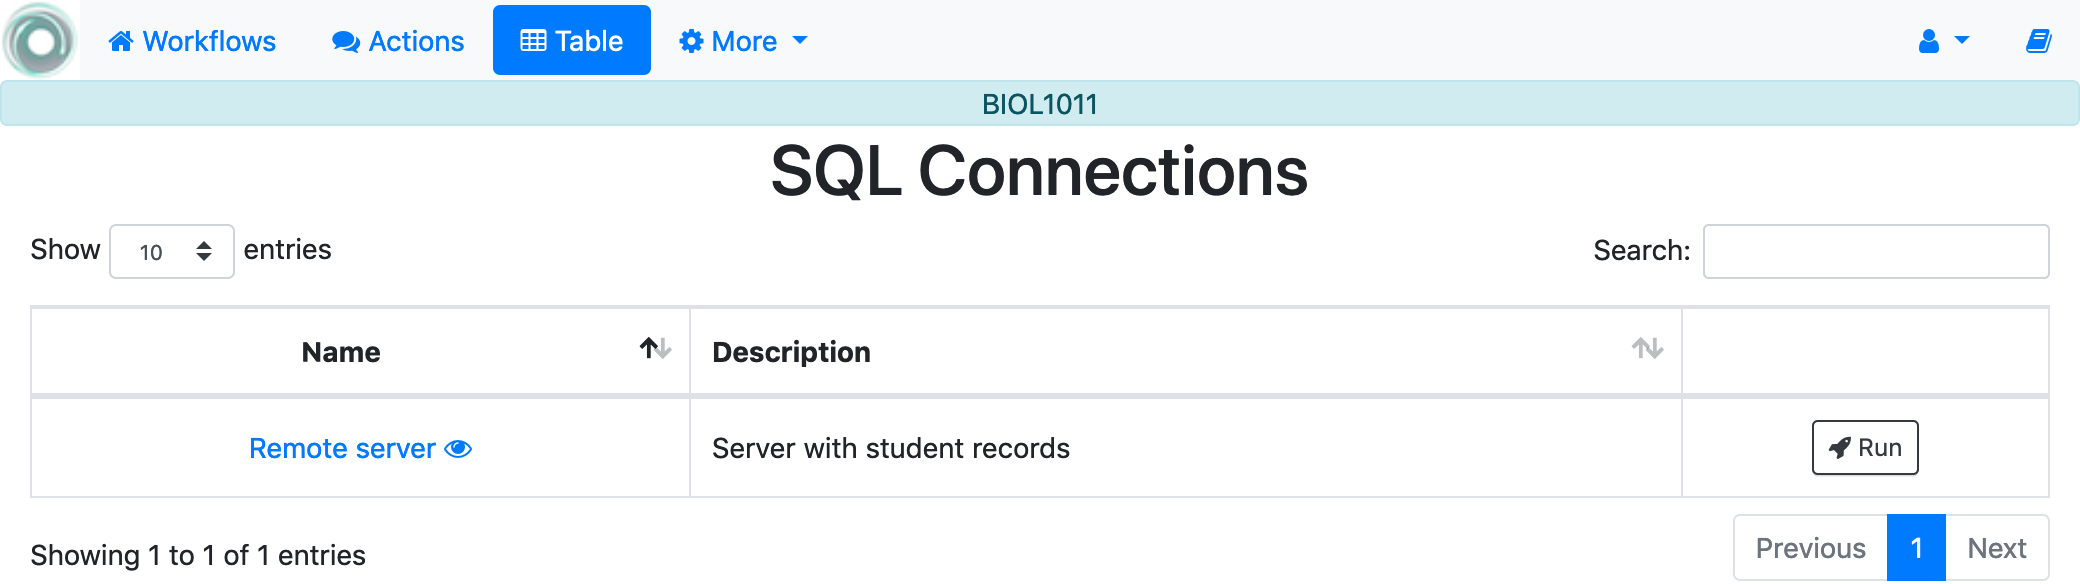 Workflows Actions Table More
BIOL1011
SQL Connections
Show 10 entries Search:
Name Description
Remote server Server with student records Run
Showing 1 to 1 of 1 entries Previous 1 Next